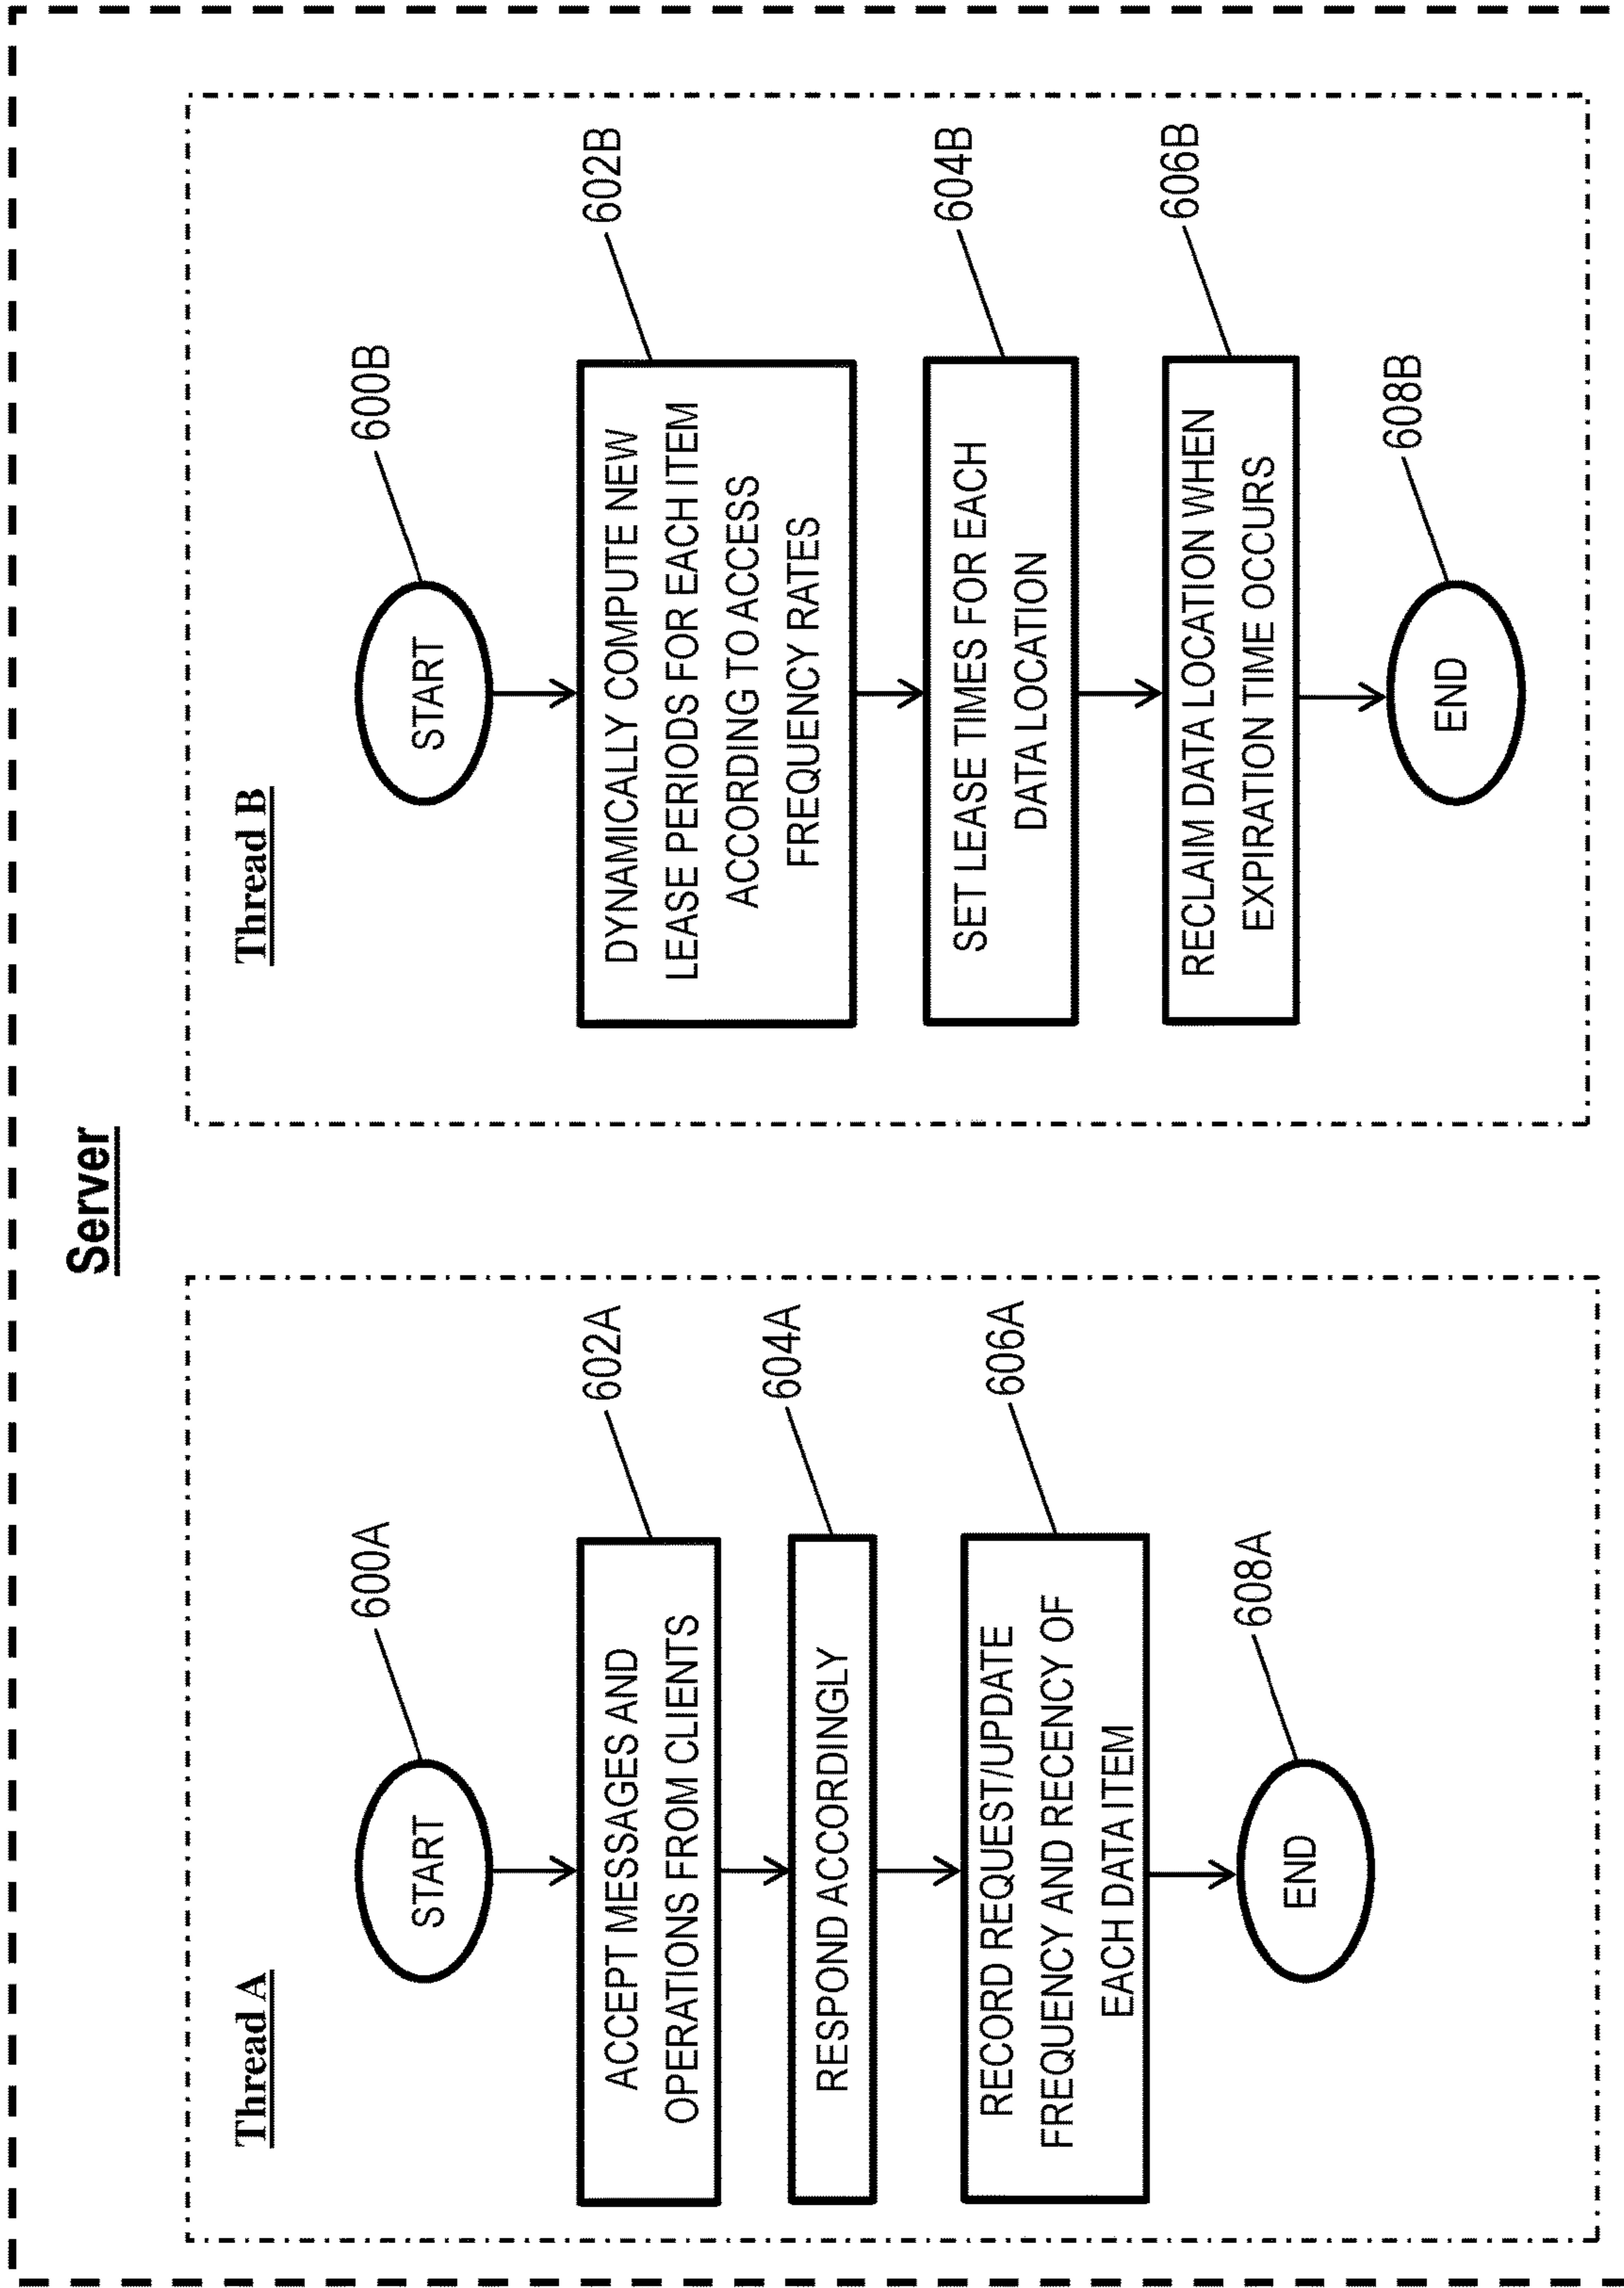 Server
Thread A
600A
START
602A
ACCEPT MESSAGES AND
OPERATIONS FROM CLIENTS
604A
RESPOND ACCORDINGLY
606A
RECORD REQUEST/UPDATE
FREQUENCY AND RECENCY OF
EACH DATA ITEM
608A
END
Thread B
600B
START
602B
DYNAMICALLY COMPUTE NEW
LEASE PERIODS FOR EACH ITEM
ACCORDING TO ACCESS
FREQUENCY RATES
604B
SET LEASE TIMES FOR EACH
DATA LOCATION
606B
RECLAIM DATA LOCATION WHEN
EXPIRATION TIME OCCURS
608B
END